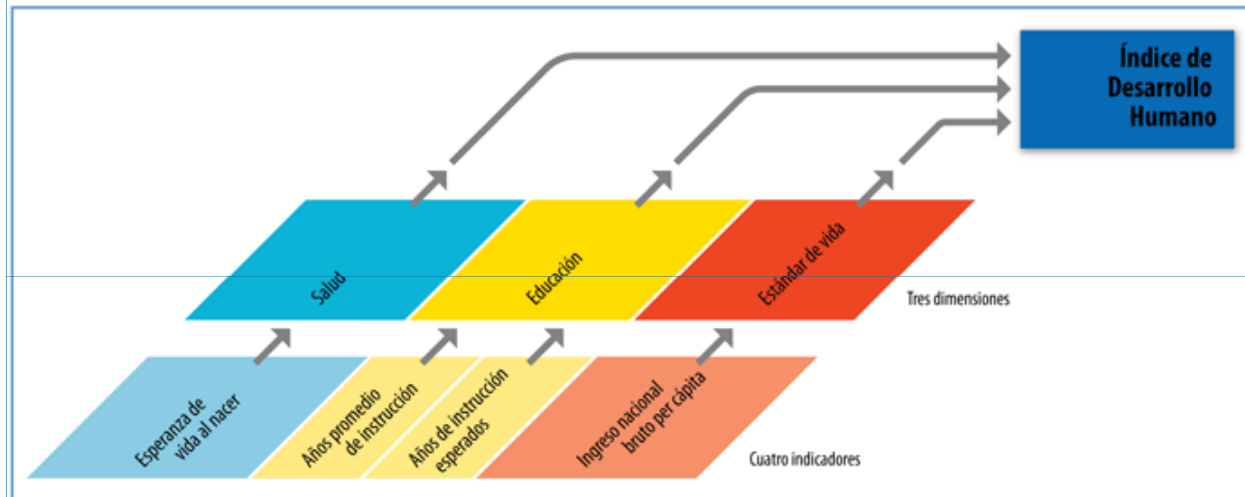 Índice de
Desarrollo
Humano
Salud
Educación
Estándar de vida
Tres dimensiones
Esperanza de
vida al nacer
Años promedio
de instrucción
Años de instrucción
esperados
Ingreso nacional
bruto per cápita
Cuatro indicadores